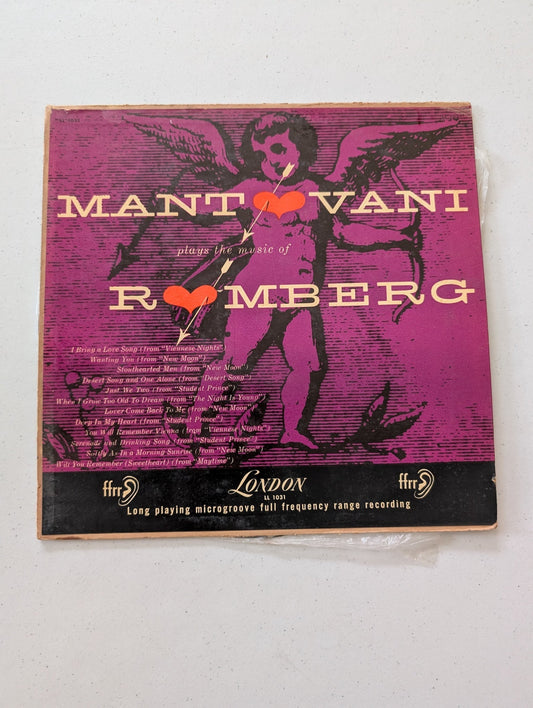 LL 1031
MANT VANI
plays the music of
R MBERG
I Bring a Love Song (from "Viennese Nights")
Wanting You (from "New Moon")
Stouthearted Men (from "New Moon")
Desert Song and One Alone (from "Desert Song")
Just We Two (from "Student Prince")
When I Grow Too Old To Dream (from "The Night Is Young")
Lover Come Back To Me (from "New Moon")
Deep In My Heart (from "Student Prince")
You Will Remember Vienna (from "Viennese Nights")
Serenade and Drinking Song (from "Student Prince")
Softly As In a Morning Sunrise (from "New Moon")
Will You Remember (Sweetheart) (from "Maytime")
ffrr LONDON ffrr
LL 1031
Long playing microgroove full frequency range recording